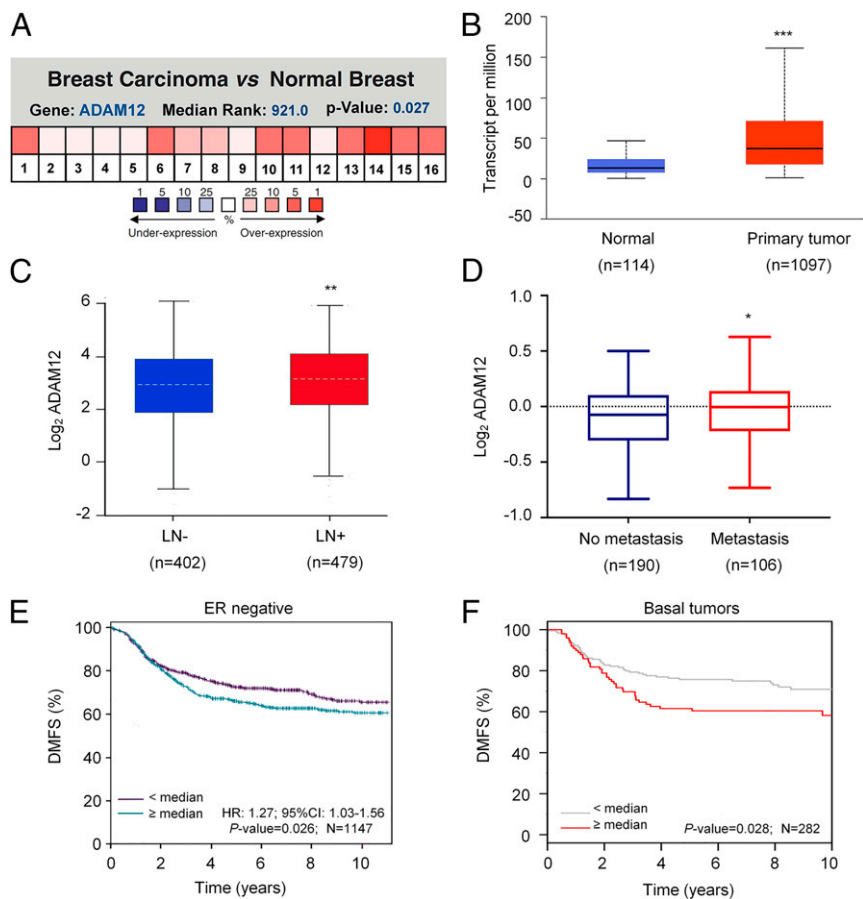 A
Breast Carcinoma vs Normal Breast
Gene: ADAM12 Median Rank: 921.0 p-Value: 0.027
1 2 3 4 5 6 7 8 9 10 11 12 13 14 15 16
1 5 10 25 25 10 5 1
%
Under-expression Over-expression
B
Transcript per million
200
150
100
50
0
50
***
Normal Primary tumor
(n=114) (n=1097)
C
Log2 ADAM12
6
4
2
0
-2
**
LN- LN+
(n=402) (n=479)
D
Log2 ADAM12
1.0
0.5
0.0
-0.5
-1.0
*
No metastasis Metastasis
(n=190) (n=106)
E
ER negative
DMFS (%)
100
80
60
40
20
0
< median
≥ median
HR: 1.27; 95%CI: 1.03-1.56
P-value=0.026; N=1147
0 2 4 6 8 10
Time (years)
F
Basal tumors
DMFS (%)
100
80
60
40
20
0
< median
≥ median
P-value=0.028; N=282
0 2 4 6 8 10
Time (years)